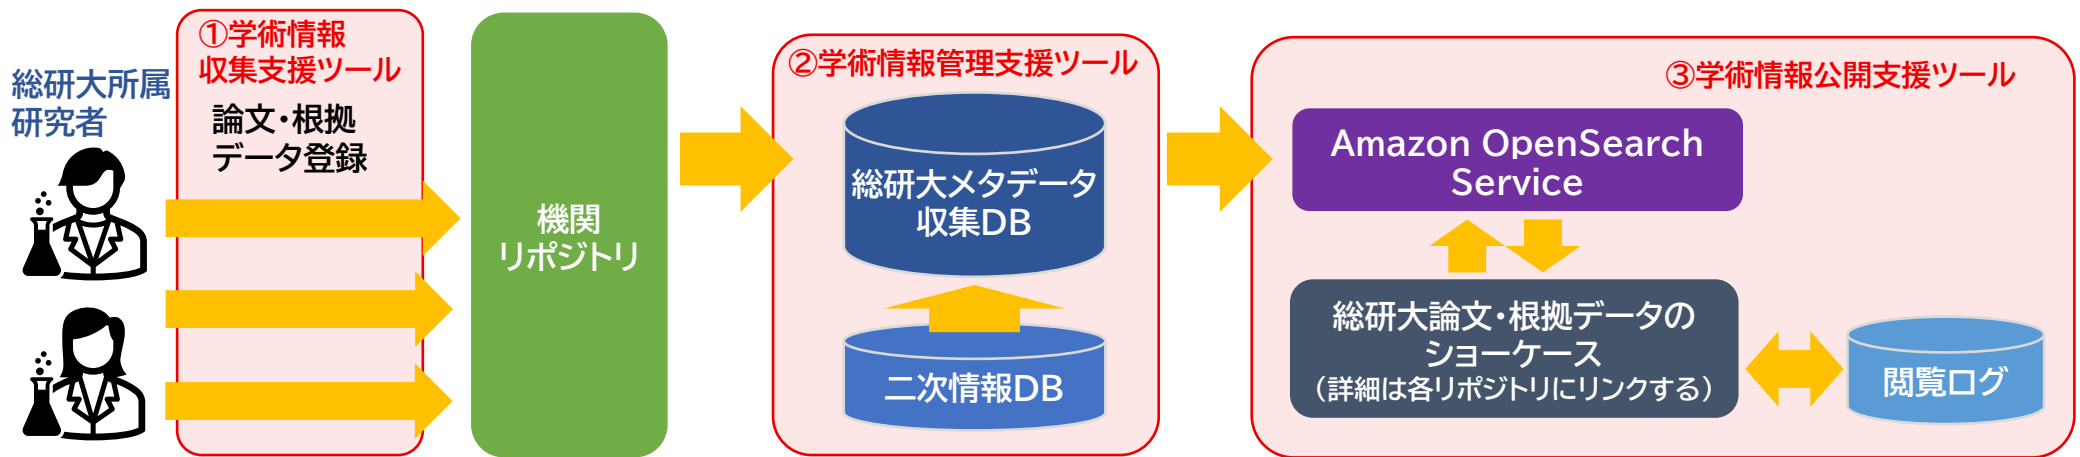 総研大所属
研究者
①学術情報
収集支援ツール
論文・根拠
データ登録
機関
リポジトリ
②学術情報管理支援ツール
総研大メタデータ
収集DB
二次情報DB
③学術情報公開支援ツール
Amazon OpenSearch
Service
総研大論文・根拠データの
ショーケース
（詳細は各リポジトリにリンクする）
閲覧ログ